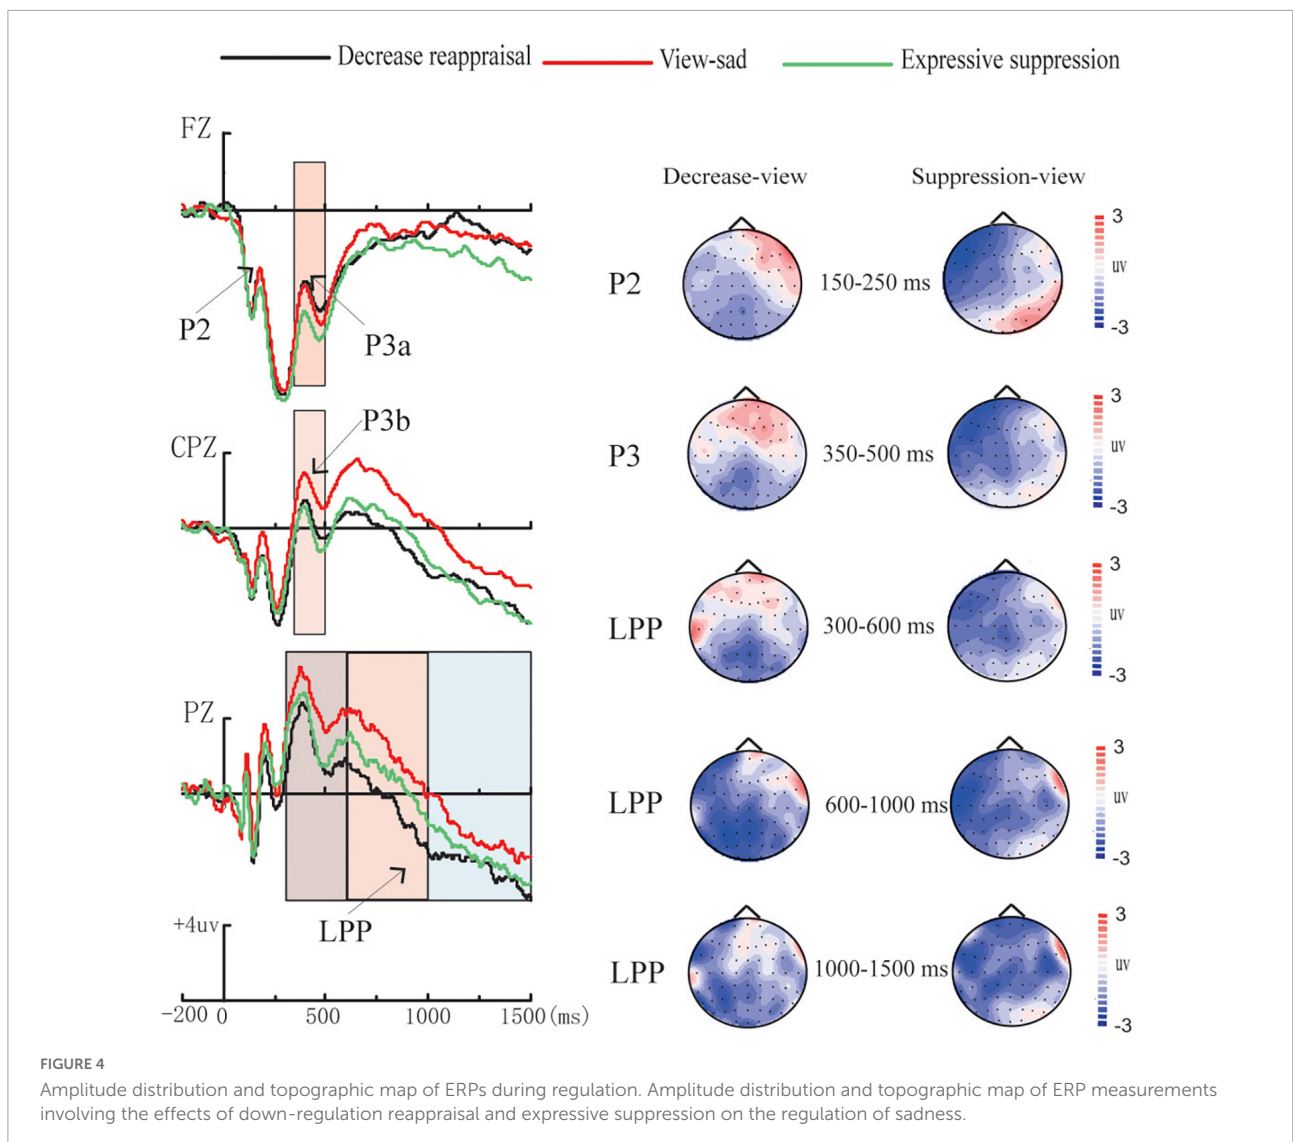 Decrease reappraisal View-sad Expressive suppression
FZ
P2
P3a
CPZ
P3b
PZ
LPP
+4uv
-200 0 500 1000 1500(ms)
Decrease-view Suppression-view
P2 150-250 ms 3 uv -3
P3 350-500 ms 3 uv -3
LPP 300-600 ms 3 uv -3
LPP 600-1000 ms 3 uv -3
LPP 1000-1500 ms 3 uv -3
FIGURE 4
Amplitude distribution and topographic map of ERPs during regulation. Amplitude distribution and topographic map of ERP measurements
involving the effects of down-regulation reappraisal and expressive suppression on the regulation of sadness.